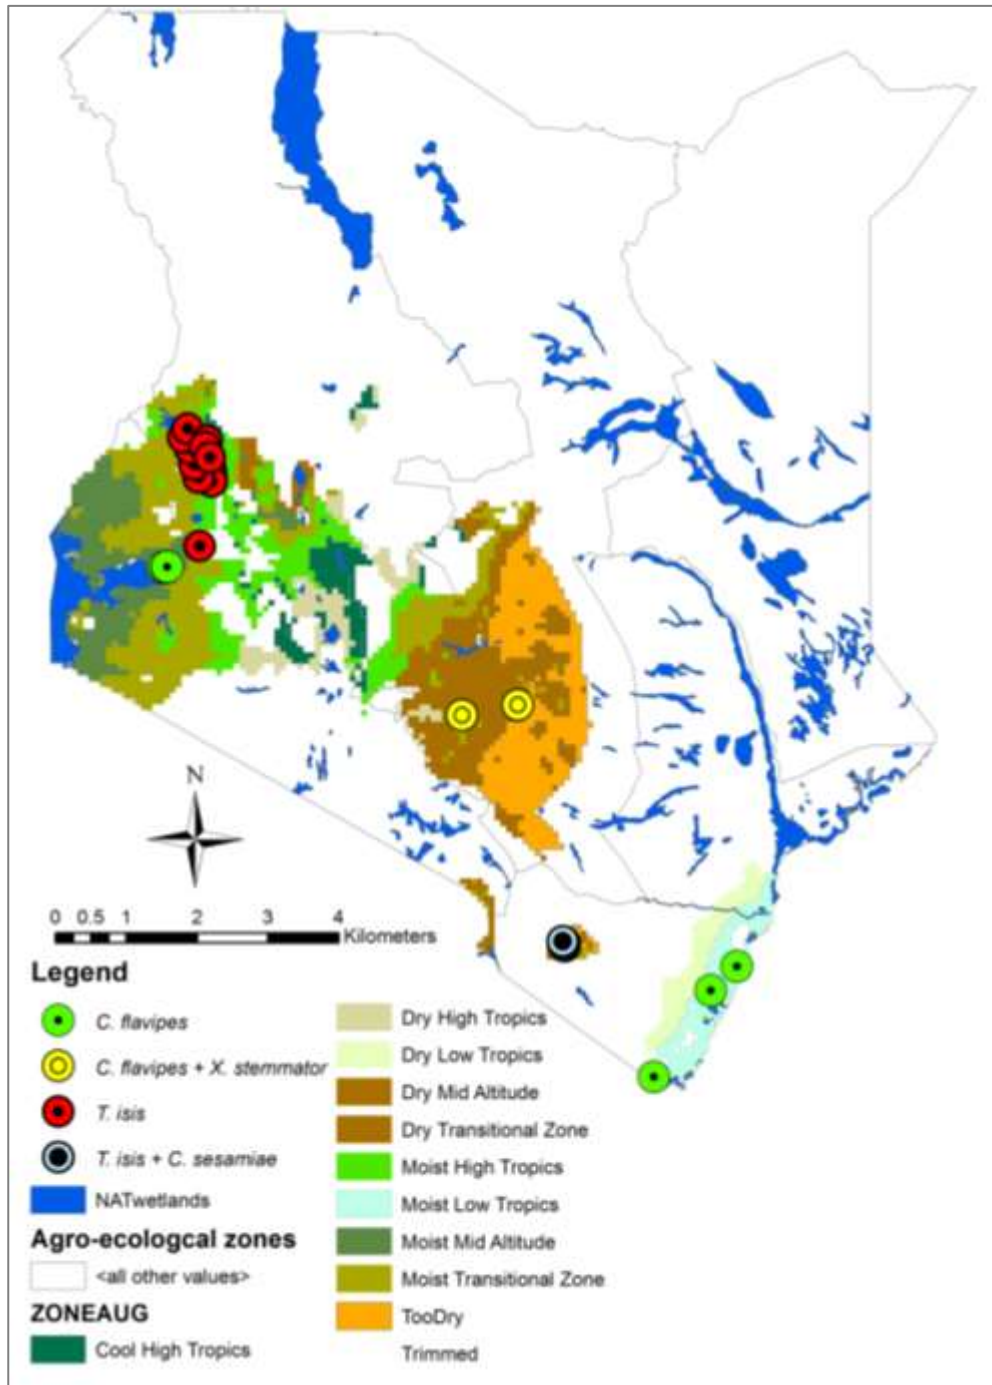 N
0 0.5 1 2 3 4
Kilometers
Legend
C. flavipes
C. flavipes + X. stemmator
T. isis
T. isis + C. sesamiae
NATwetlands
Agro-ecologcal zones
<all other values>
ZONEAUG
Cool High Tropics
Dry High Tropics
Dry Low Tropics
Dry Mid Altitude
Dry Transitional Zone
Moist High Tropics
Moist Low Tropics
Moist Mid Altitude
Moist Transitional Zone
TooDry
Trimmed